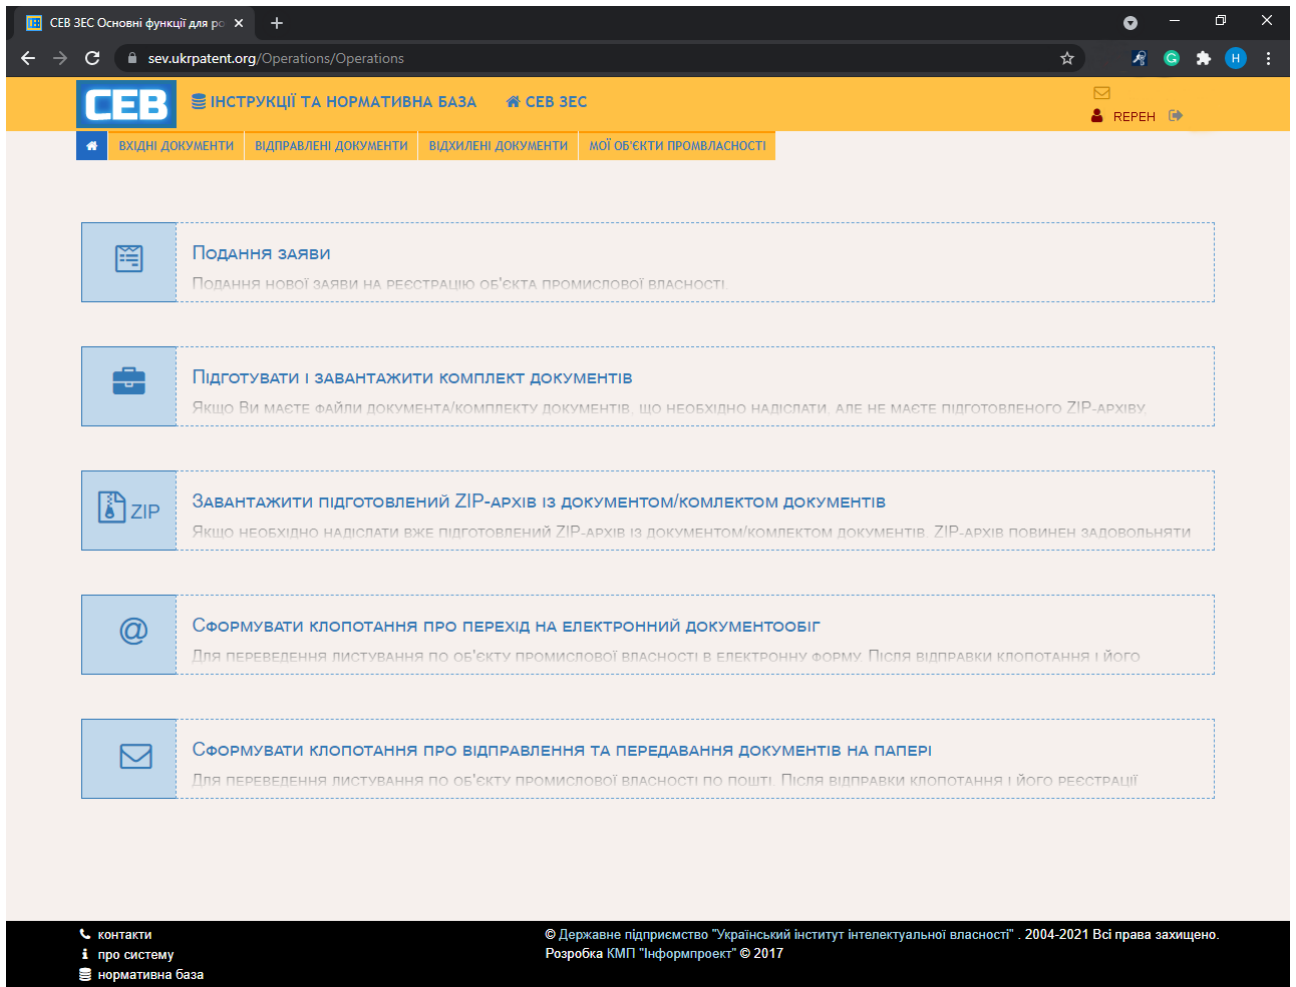 СЕВ ЗЕС Основні функції для ро
sev.ukrpatent.org/Operations/Operations
СЕВ
ІНСТРУКЦІЇ ТА НОРМАТИВНА БАЗА
СЕВ ЗЕС
REPEH
ВХІДНІ ДОКУМЕНТИ
ВІДПРАВЛЕНІ ДОКУМЕНТИ
ВІДХИЛЕНІ ДОКУМЕНТИ
МОЇ ОБ'ЄКТИ ПРОМВЛАСНОСТІ
Подання заяви
Подання нової заяви на реєстрацію об'єкта промислової власності.
Підготувати і завантажити комплект документів
Якщо Ви маєте файли документа/комплекту документів, що необхідно надіслати, але не маєте підготовленого ZIP-архіву,
ZIP
Завантажити підготовлений ZIP-архів із документом/комлектом документів
Якщо необхідно надіслати вже підготовлений ZIP-архів із документом/комлектом документів. ZIP-архів повинен задовольняти
@
Сформувати клопотання про перехід на електронний документообіг
Для переведення листування по об'єкту промислової власності в електронну форму. Після відправки клопотання і його
Сформувати клопотання про відправлення та передавання документів на папері
Для переведення листування по об'єкту промислової власності по пошті. Після відправки клопотання і його реєстрації
контакти
про систему
нормативна база
© Державне підприємство "Український інститут інтелектуальної власності" . 2004-2021 Всі права захищено.
Розробка КМП "Інформпроект" © 2017